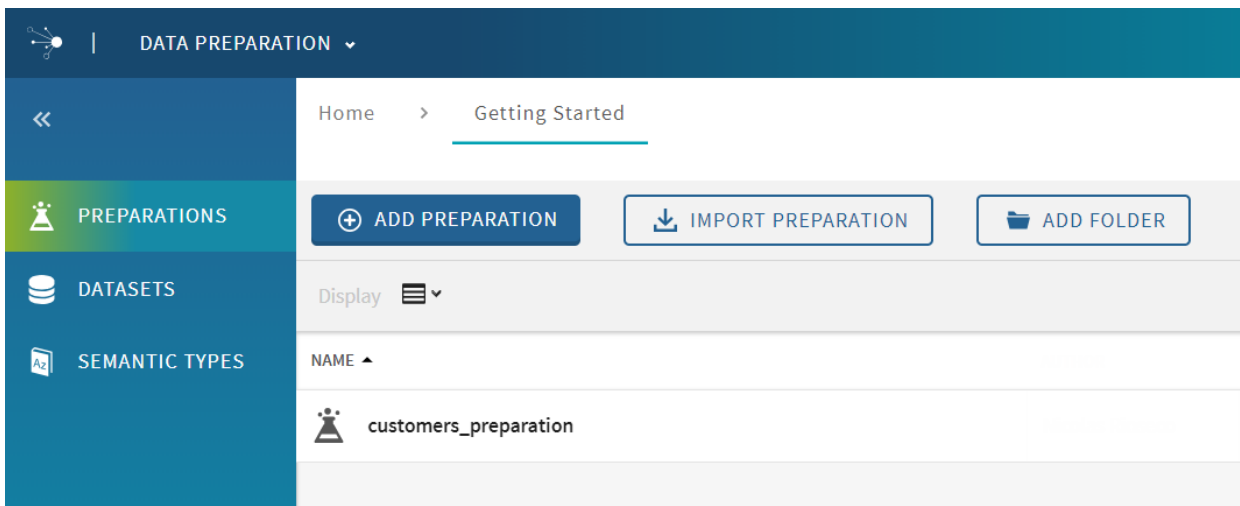 DATA PREPARATION
Home > Getting Started
PREPARATIONS
ADD PREPARATION IMPORT PREPARATION ADD FOLDER
DATASETS
Display
SEMANTIC TYPES
NAME
customers_preparation